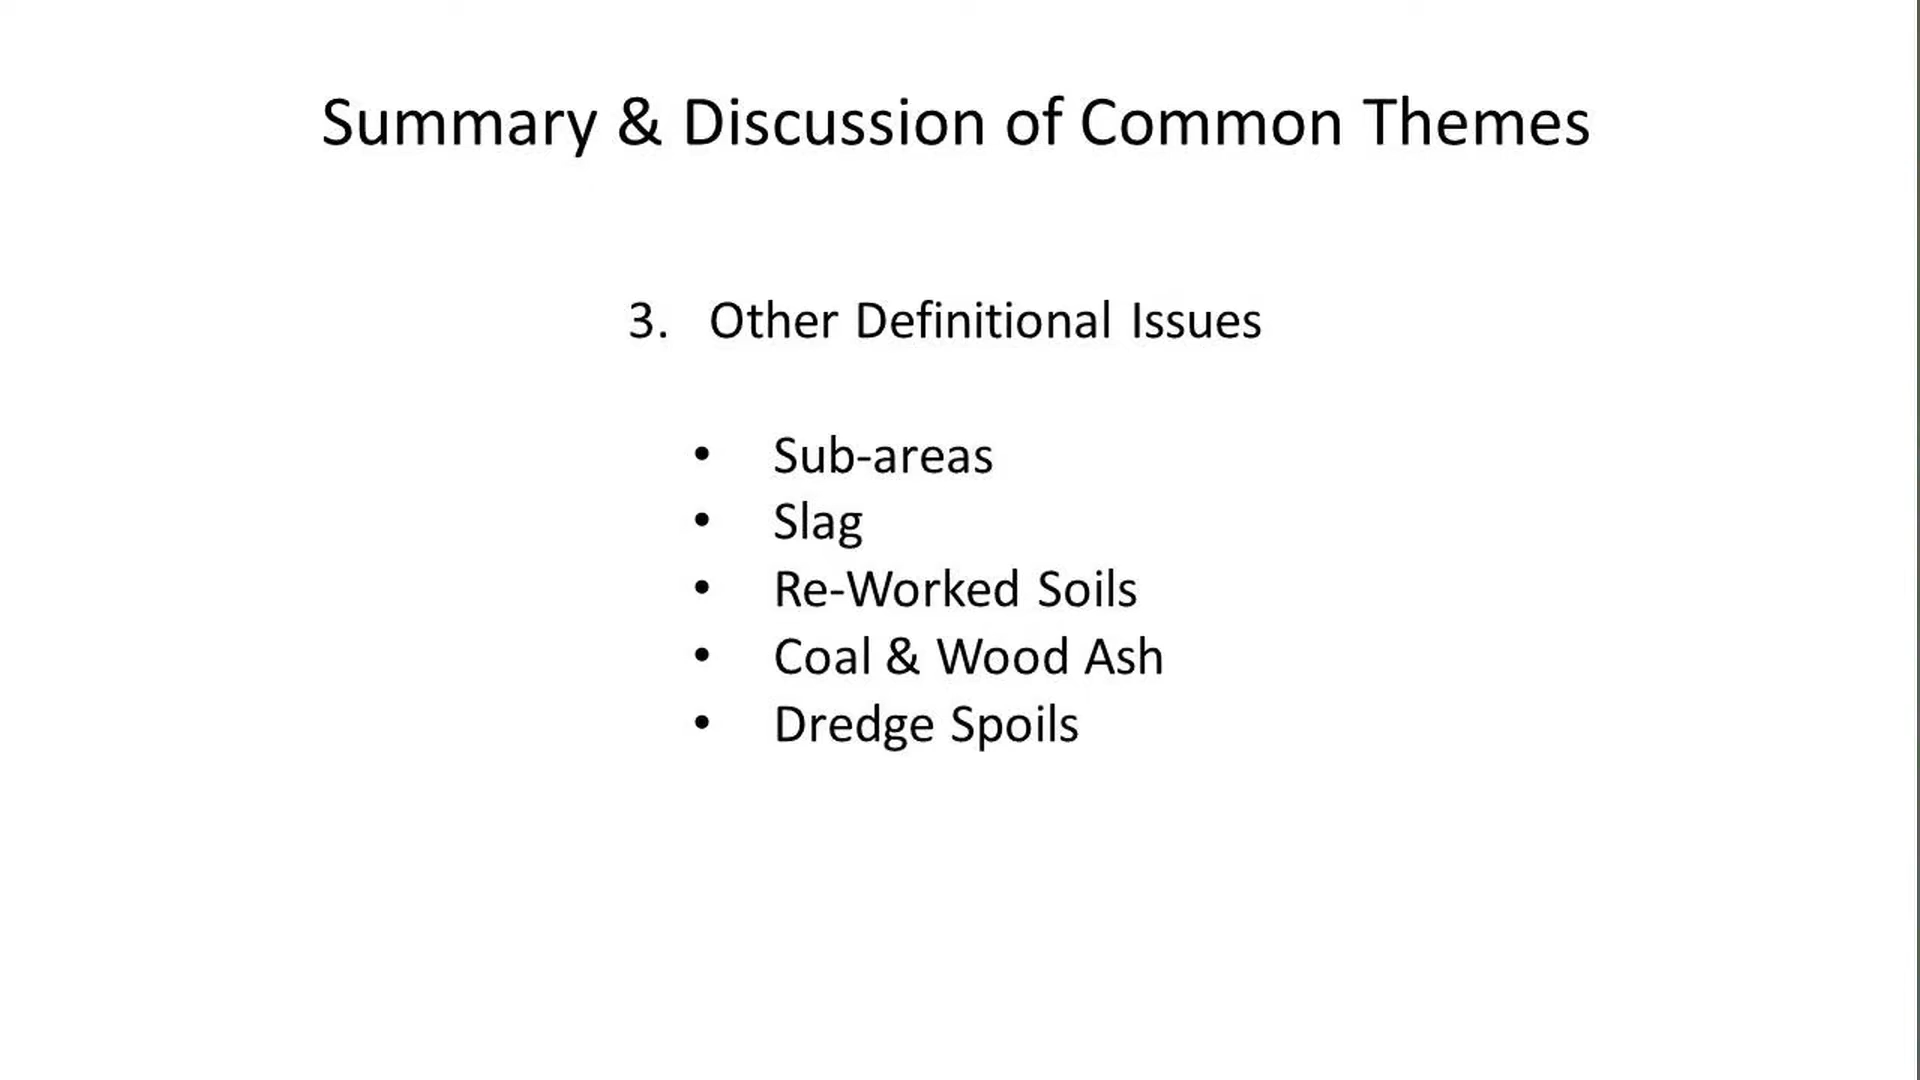 Summary & Discussion of Common Themes
3. Other Definitional Issues
• Sub-areas
• Slag
• Re-Worked Soils
• Coal & Wood Ash
• Dredge Spoils